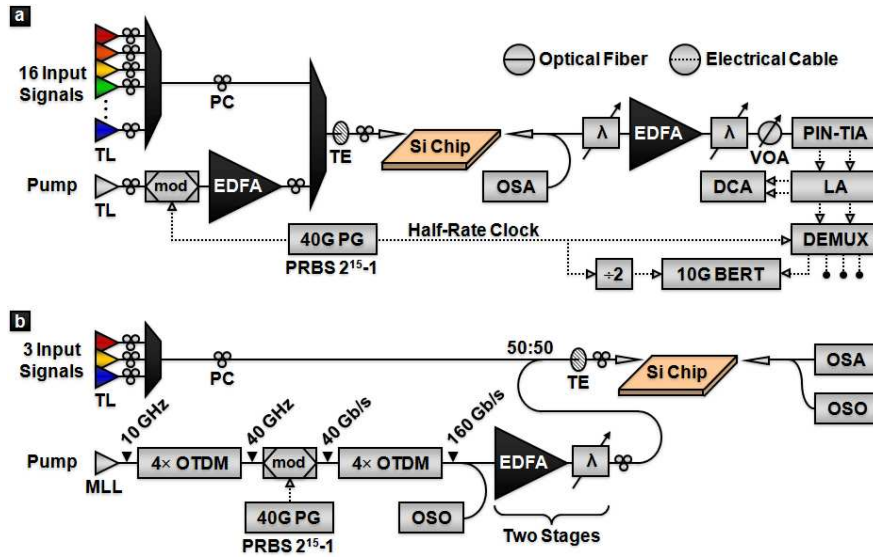 a
16 Input
Signals
TL
PC
TE
Si Chip
Optical Fiber
Electrical Cable
λ
EDFA
λ
VOA
PIN-TIA
OSA
DCA
LA
Pump
TL
mod
EDFA
40G PG
PRBS 2¹⁵-1
Half-Rate Clock
DEMUX
÷2
10G BERT
b
3 Input
Signals
TL
PC
50:50
TE
Si Chip
OSA
OSO
10 GHz
40 GHz
40 Gb/s
160 Gb/s
Pump
MLL
4× OTDM
mod
4× OTDM
EDFA
λ
40G PG
PRBS 2¹⁵-1
OSO
Two Stages